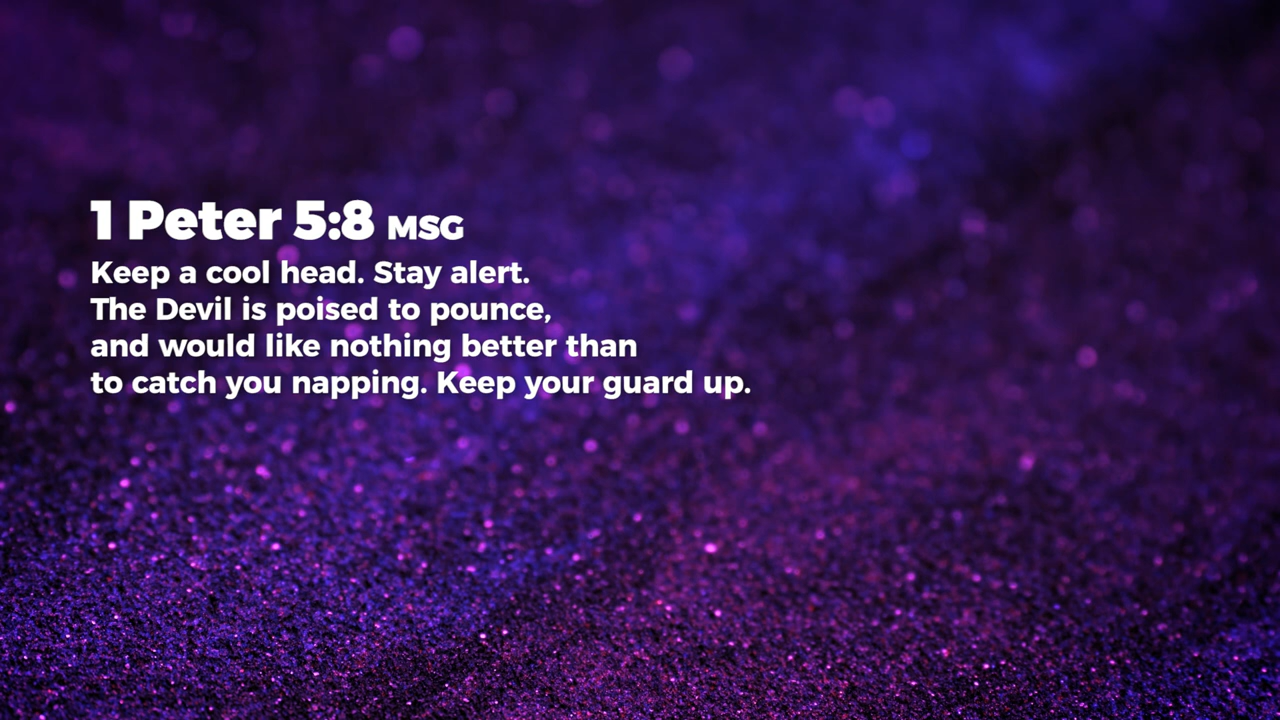 1 Peter 5:8 MSG
Keep a cool head. Stay alert.
The Devil is poised to pounce,
and would like nothing better than
to catch you napping. Keep your guard up.